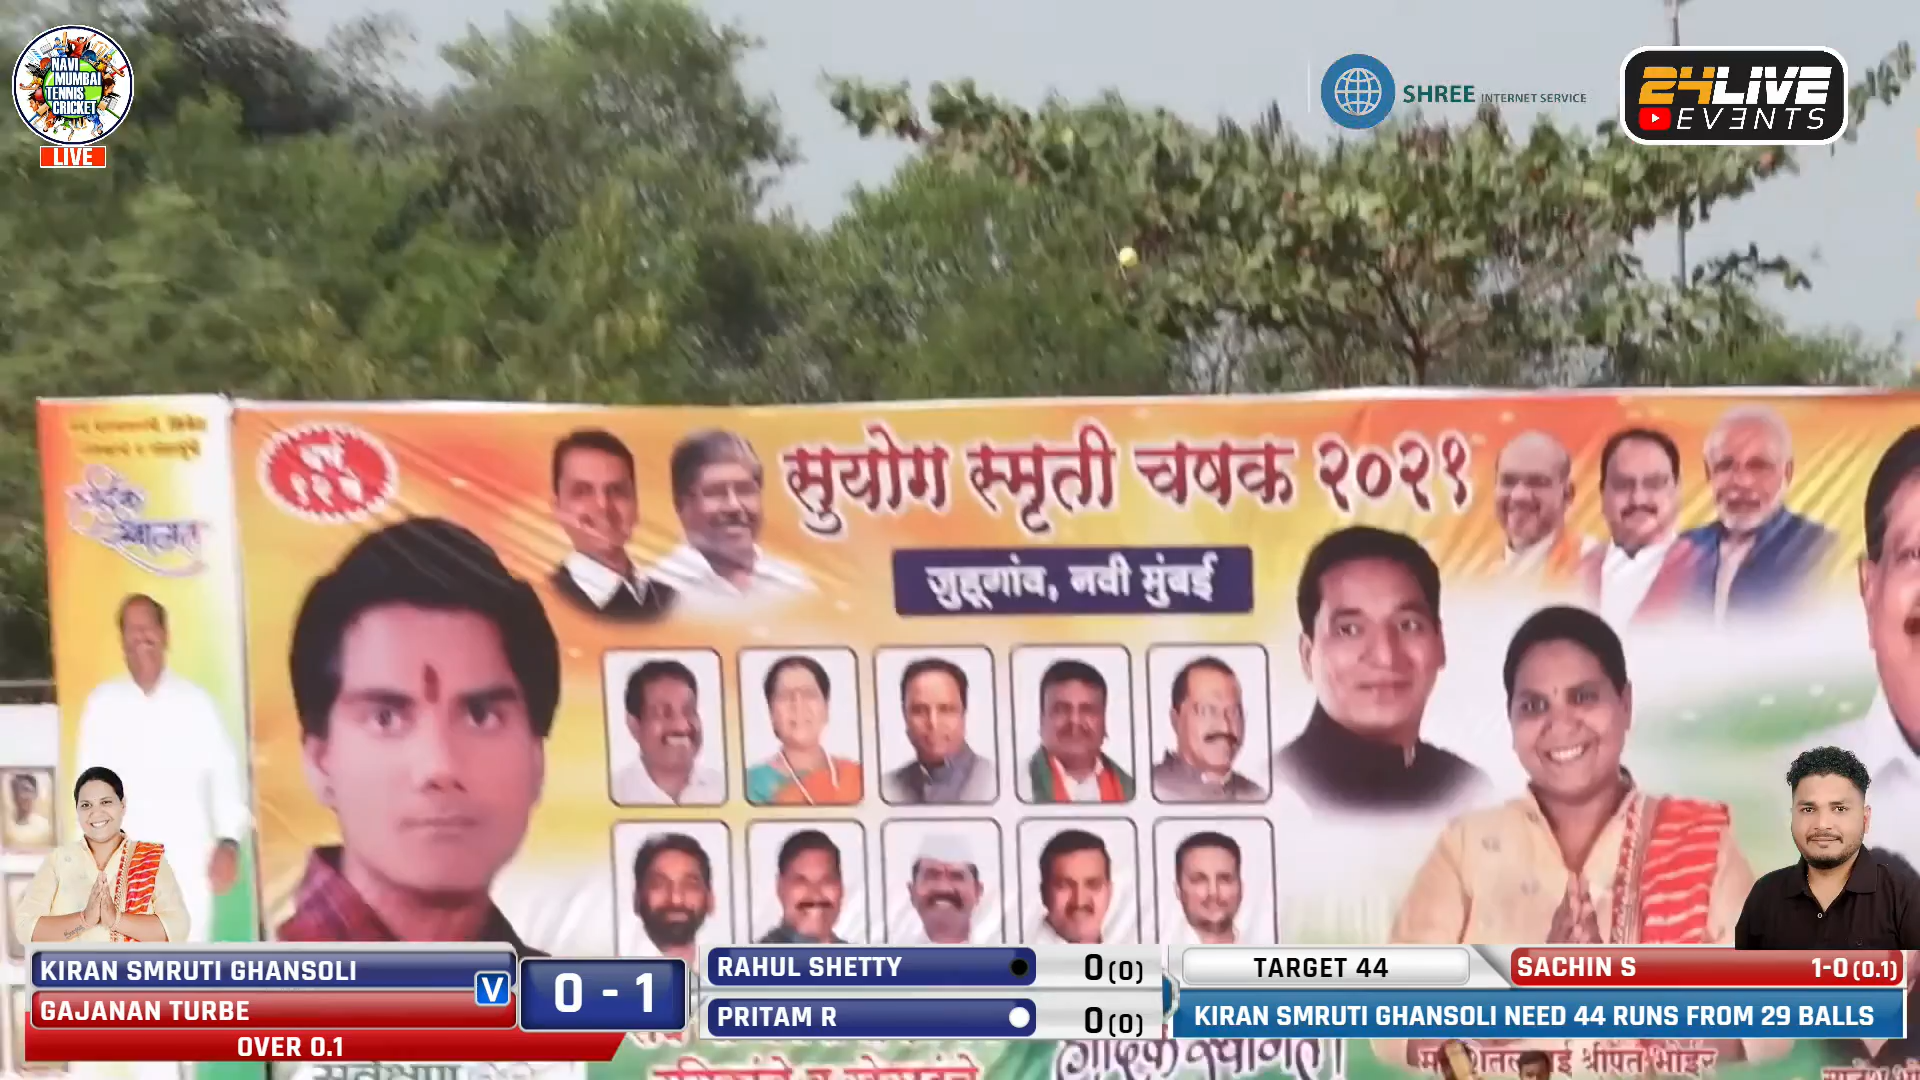 NAVI
MUMBAI
TENNIS
CRICKET
LIVE
SHREE INTERNET SERVICE
24LIVE
EVENTS
सुयोग स्मृती चषक २०२१
जुहूगांव, नवी मुंबई
KIRAN SMRUTI GHANSOLI
GAJANAN TURBE
V
0 - 1
OVER 0.1
RAHUL SHETTY 0 (0)
PRITAM R 0 (0)
TARGET 44
SACHIN S 1-0 (0.1)
KIRAN SMRUTI GHANSOLI NEED 44 RUNS FROM 29 BALLS